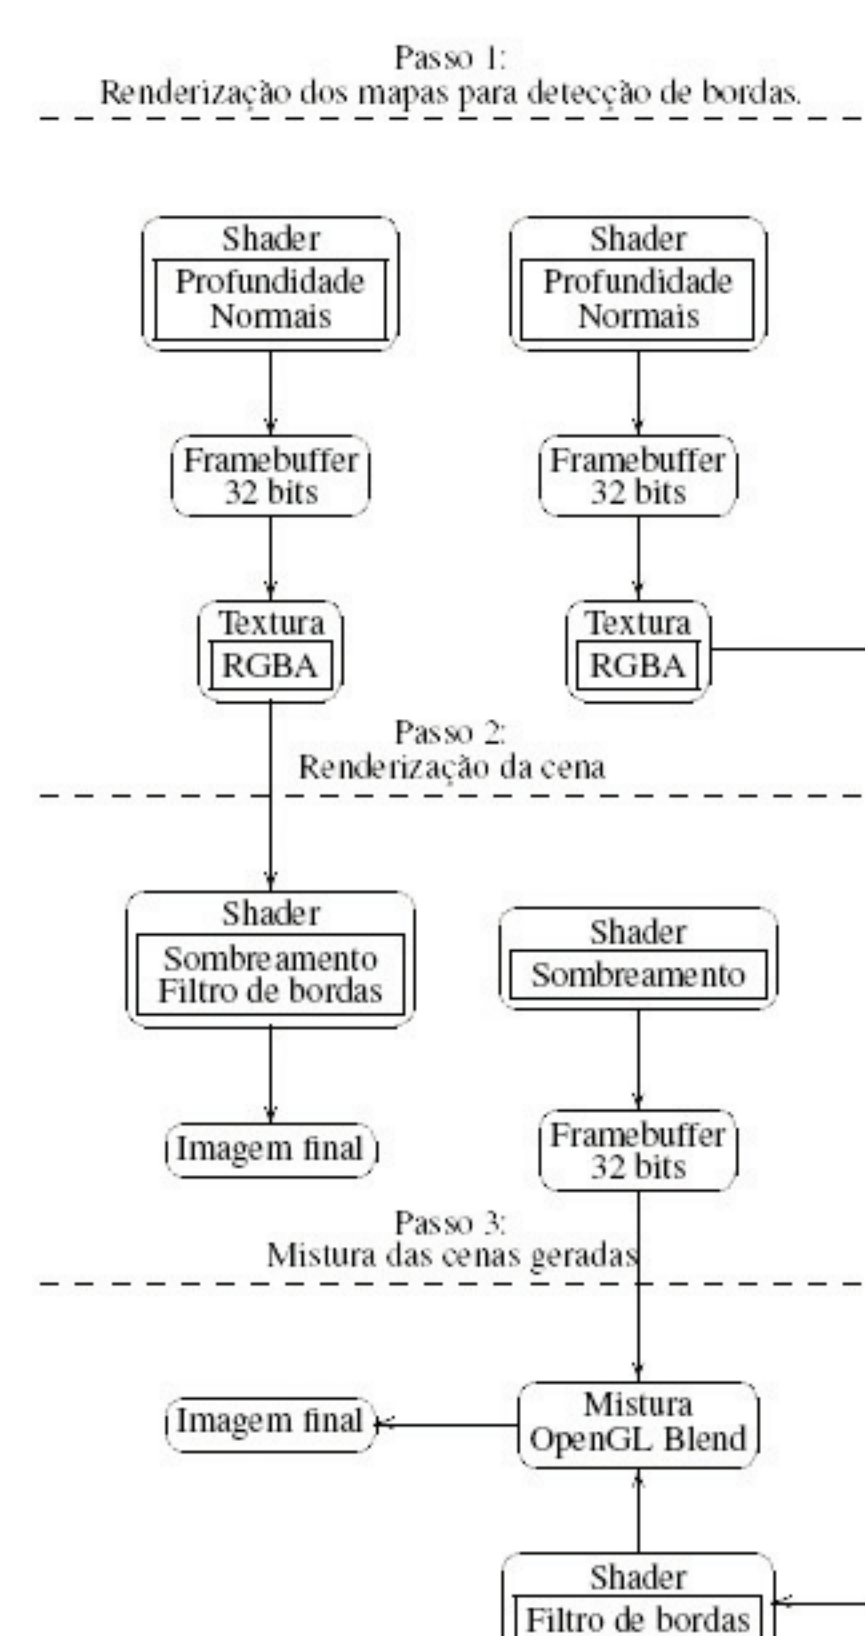 Passo 1:
Renderização dos mapas para detecção de bordas.
Shader
Profundidade
Normais
Shader
Profundidade
Normais
Framebuffer
32 bits
Framebuffer
32 bits
Textura
RGBA
Textura
RGBA
Passo 2:
Renderização da cena
Shader
Sombreamento
Filtro de bordas
Shader
Sombreamento
Imagem final
Framebuffer
32 bits
Passo 3:
Mistura das cenas geradas
Imagem final
Mistura
OpenGL Blend
Shader
Filtro de bordas